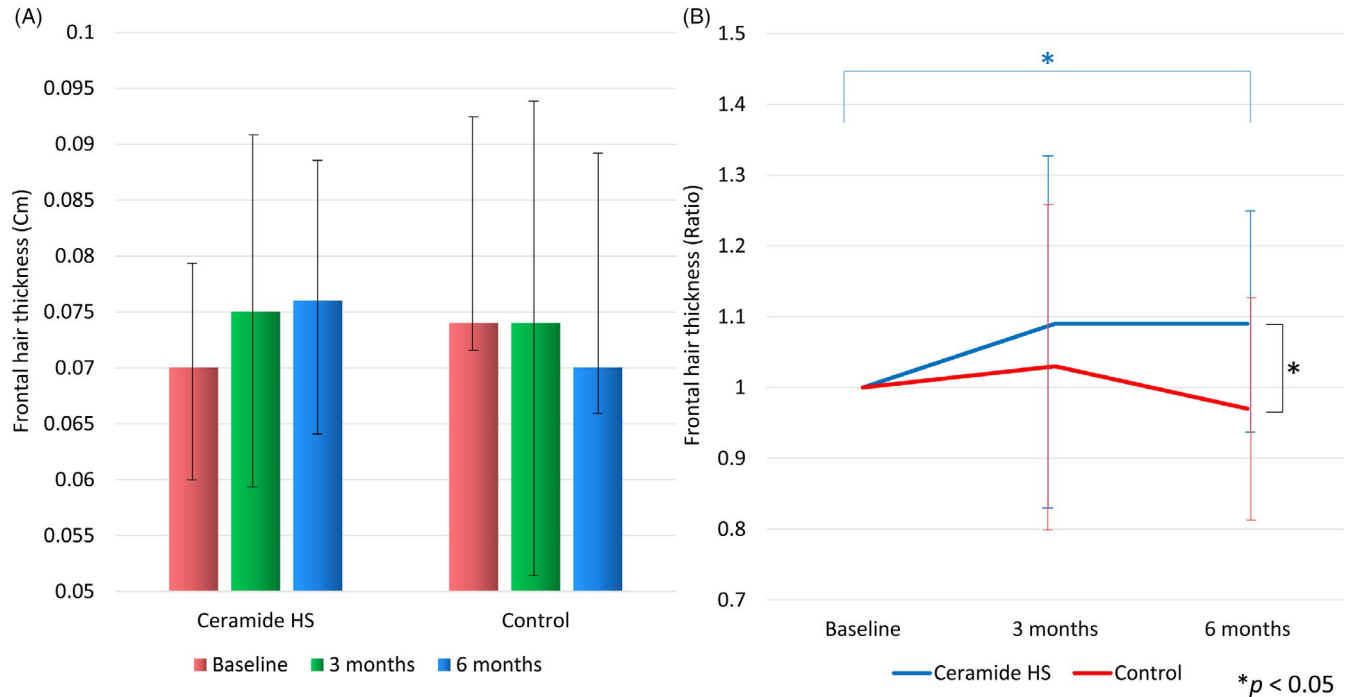 (A)
Frontal hair thickness (Cm)
0.1
0.095
0.09
0.085
0.08
0.075
0.07
0.065
0.06
0.055
0.05
Ceramide HS
Control
Baseline
3 months
6 months
(B)
Frontal hair thickness (Ratio)
1.5
1.4
1.3
1.2
1.1
1
0.9
0.8
0.7
*
*
Baseline
3 months
6 months
Ceramide HS
Control
*p < 0.05